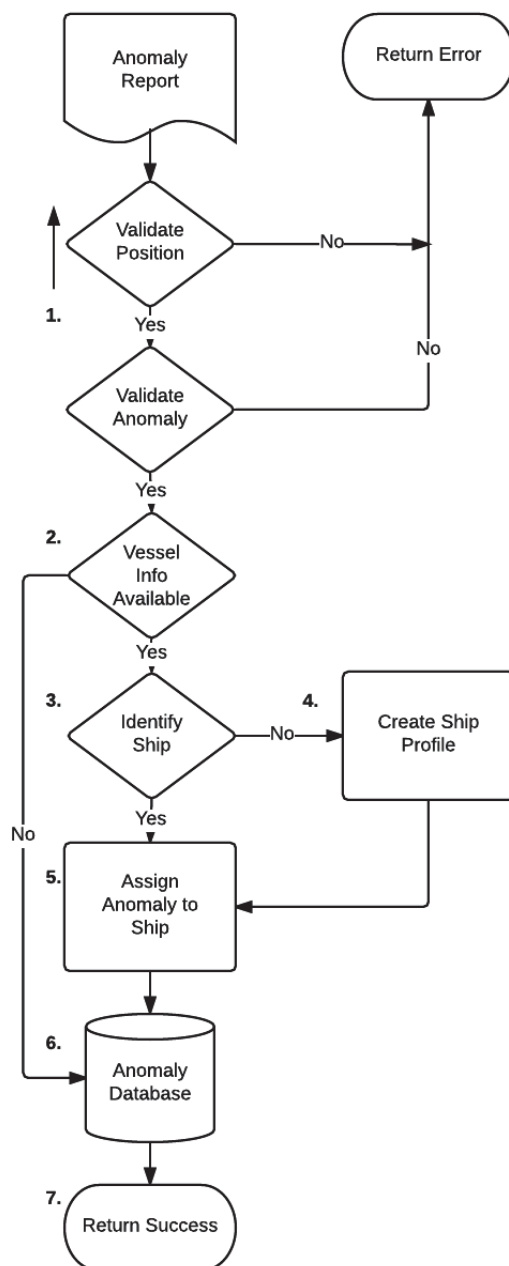 Anomaly
Report
Return Error
Validate
Position
No
1.
Yes
No
Validate
Anomaly
Yes
2.
Vessel
Info
Available
Yes
3.
4.
Identify
Ship
No
Create Ship
Profile
Yes
No
5.
Assign
Anomaly to
Ship
6.
Anomaly
Database
7.
Return Success